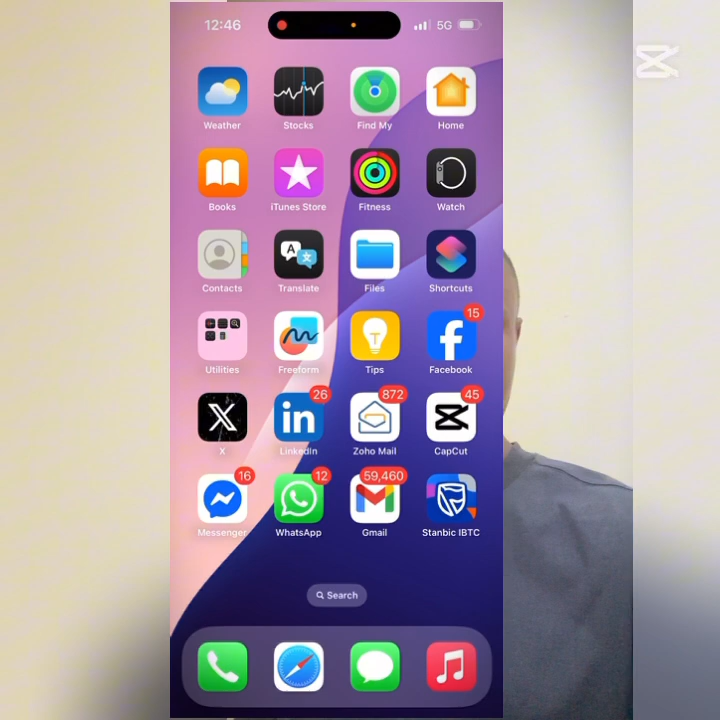 12:46 5G
Weather Stocks Find My Home
Books iTunes Store Fitness Watch
Contacts A 文 Translate Files Shortcuts
15
Utilities Freeform T Tips f Facebook
26 872 45
X in LinkedIn Zoho Mail CapCut
16 12 59,460
Messenger WhatsApp Gmail Stanbic IBTC
Search